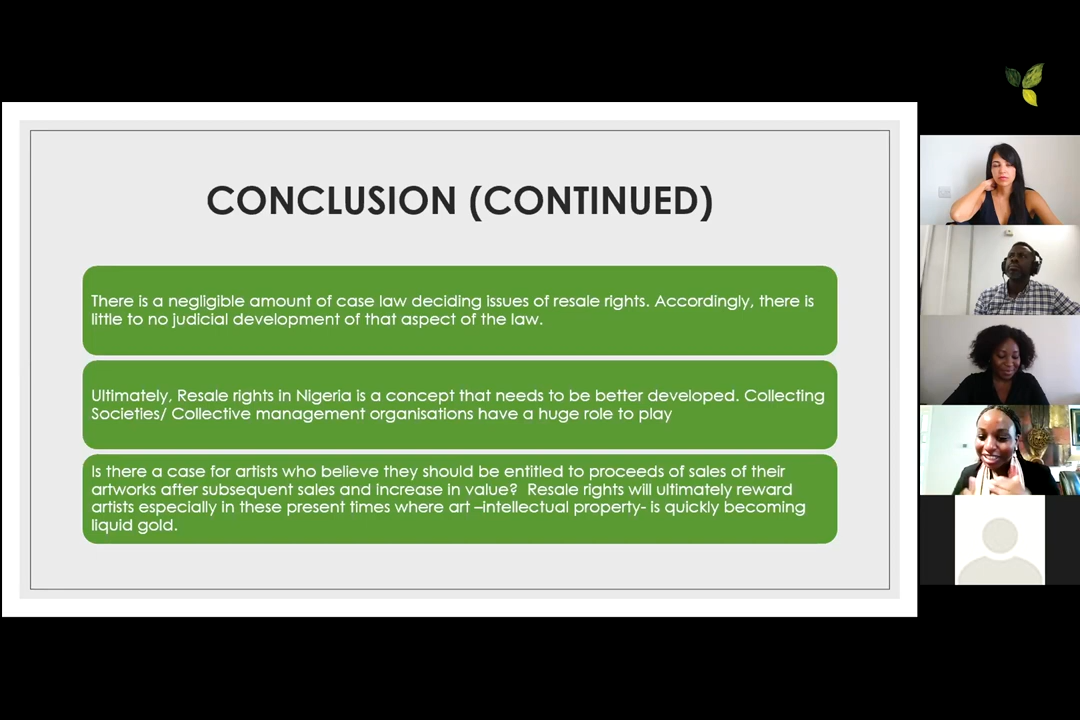 CONCLUSION (CONTINUED)
There is a negligible amount of case law deciding issues of resale rights. Accordingly, there is
little to no judicial development of that aspect of the law.
Ultimately, Resale rights in Nigeria is a concept that needs to be better developed. Collecting
Societies/ Collective management organisations have a huge role to play
Is there a case for artists who believe they should be entitled to proceeds of sales of their
artworks after subsequent sales and increase in value?  Resale rights will ultimately reward
artists especially in these present times where art –intellectual property- is quickly becoming
liquid gold.